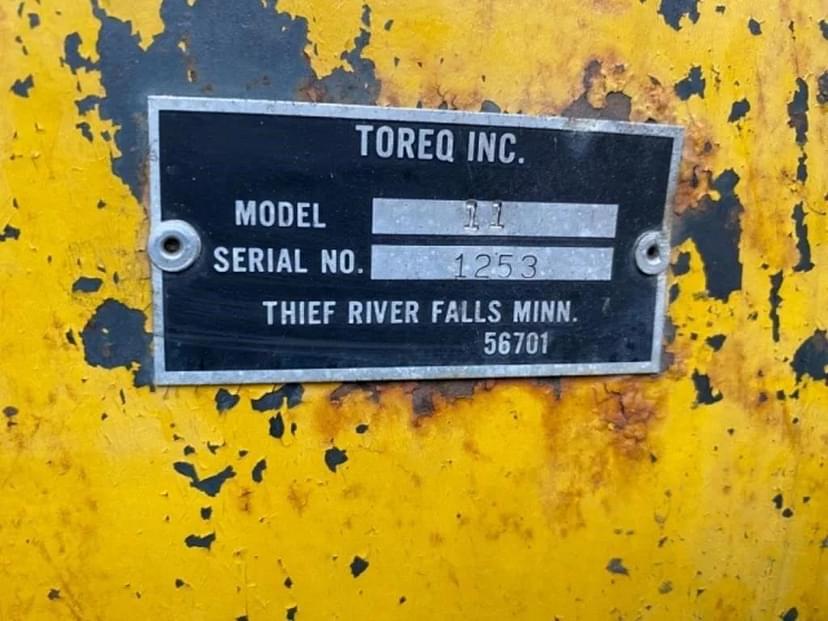 TOREQ INC.
MODEL 11
SERIAL NO. 1253
THIEF RIVER FALLS MINN.
56701